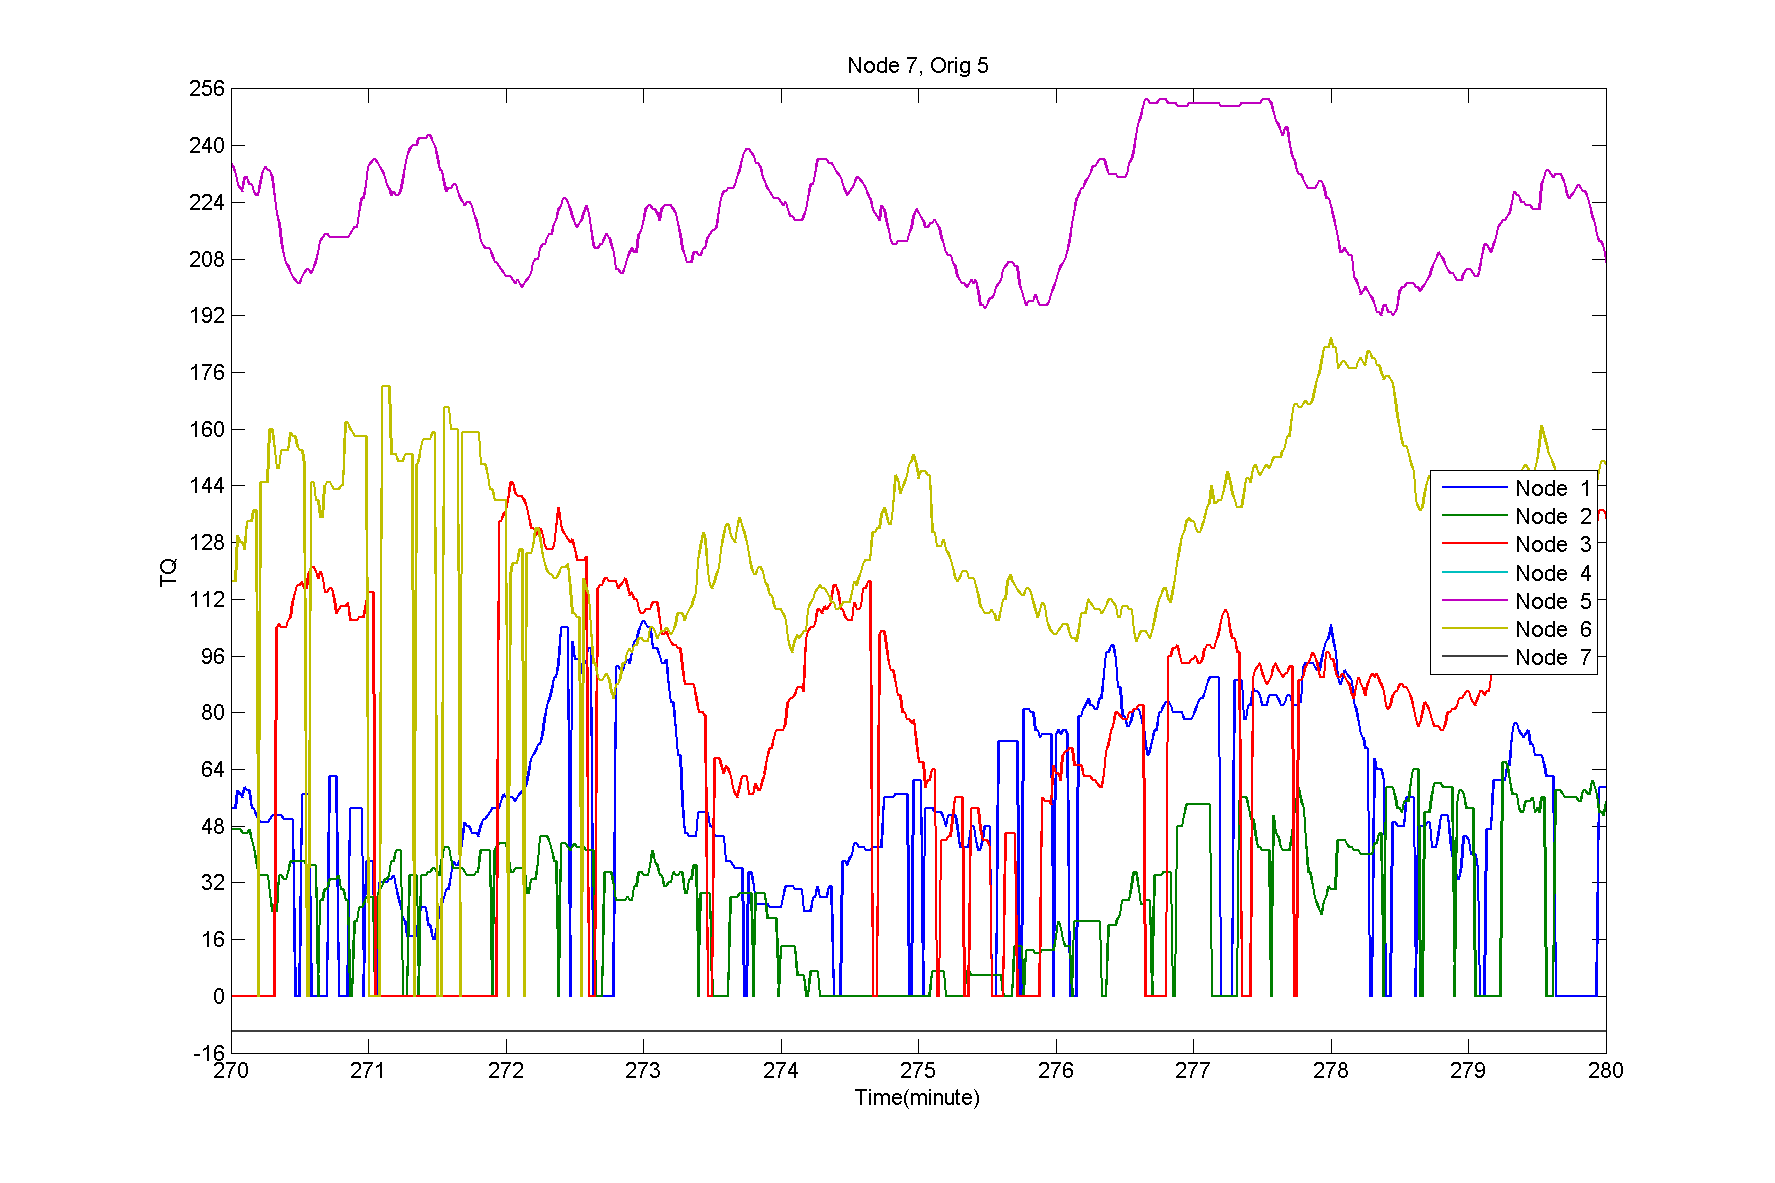 Node 7, Orig 5
256
240
224
208
192
176
160
144
128
112
96
80
64
48
32
16
0
-16
TQ
Node 1
Node 2
Node 3
Node 4
Node 5
Node 6
Node 7
270 271 272 273 274 275 276 277 278 279 280
Time(minute)